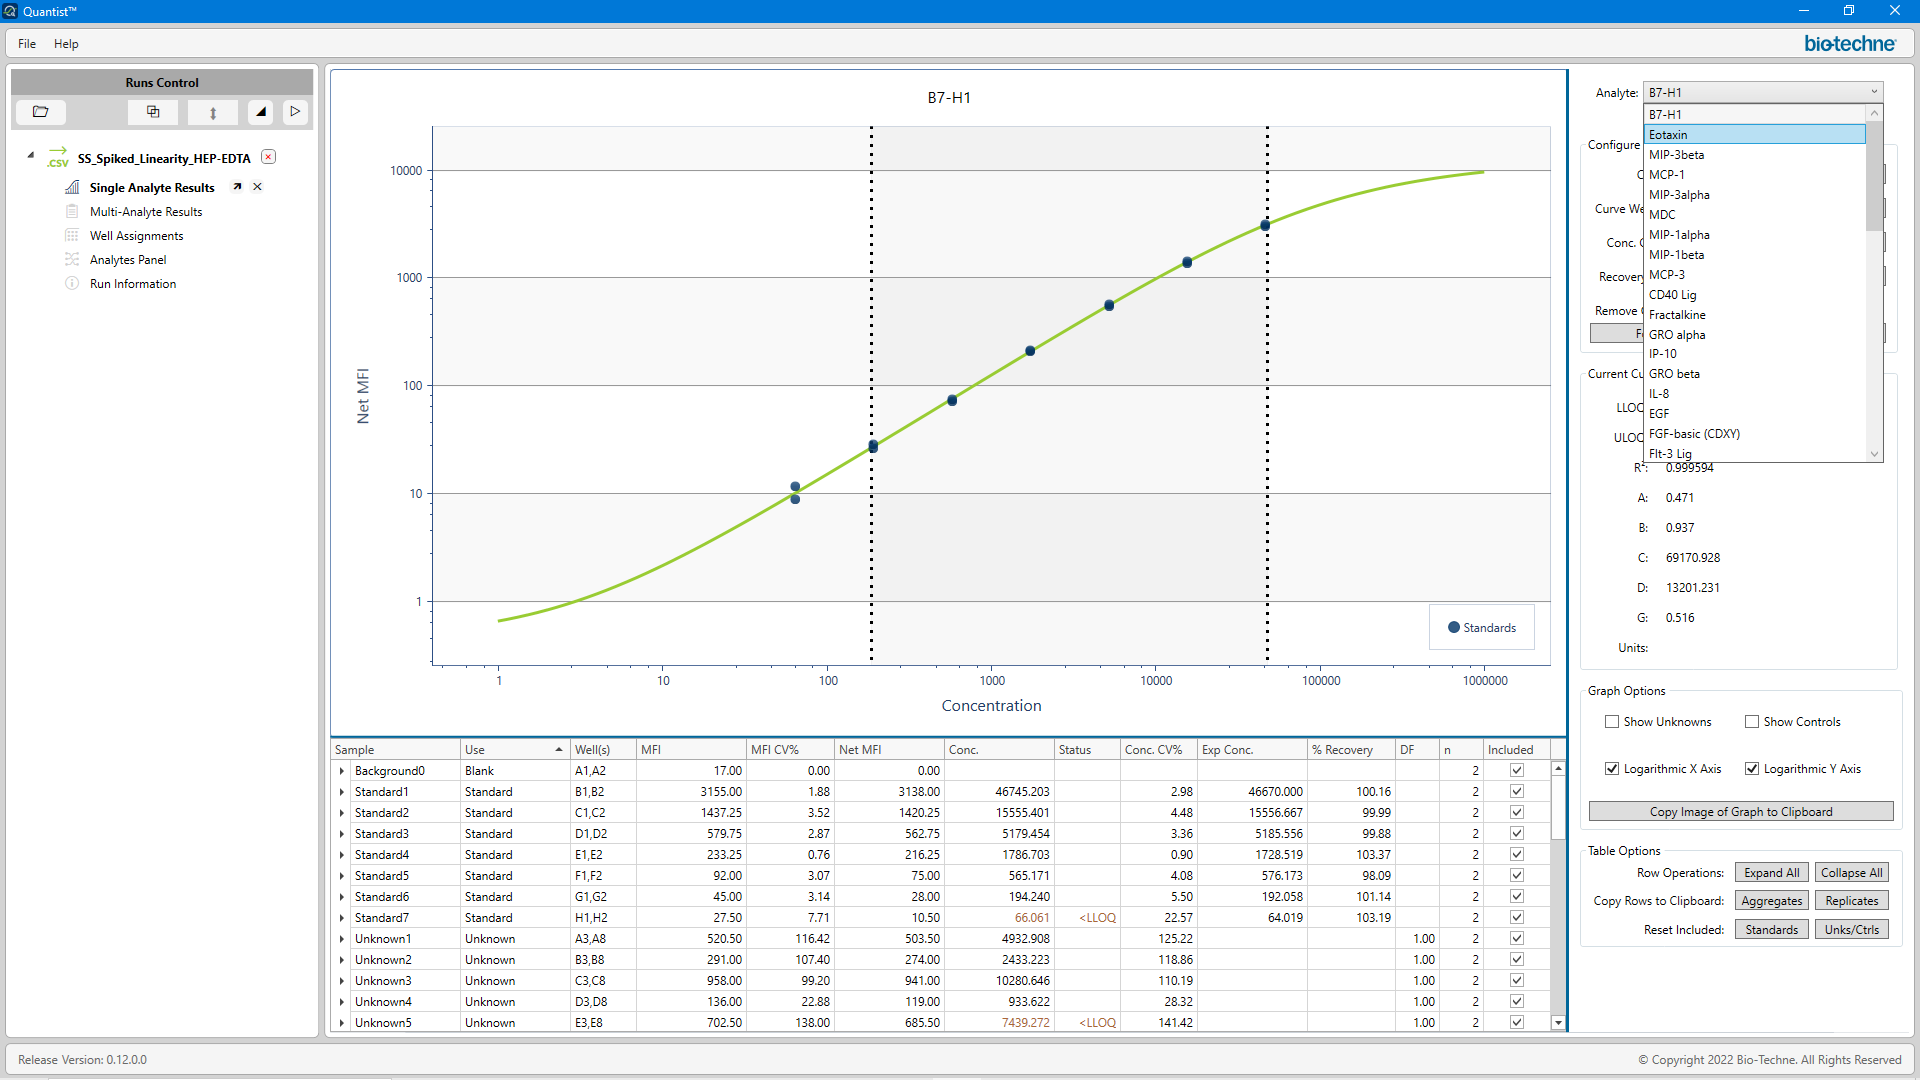 Quantist™
File Help
bio-techne
Runs Control
.CSV SS_Spiked_Linearity_HEP-EDTA
Single Analyte Results
Multi-Analyte Results
Well Assignments
Analytes Panel
Run Information
B7-H1
Net MFI
10000
1000
100
10
1
1 10 100 1000 10000 100000 1000000
Concentration
Standards
Analyte: B7-H1
B7-H1
Eotaxin
MIP-3beta
MCP-1
MIP-3alpha
MDC
MIP-1alpha
MIP-1beta
MCP-3
CD40 Lig
Fractalkine
GRO alpha
IP-10
GRO beta
IL-8
EGF
FGF-basic (CDXY)
Flt-3 Lig
Configure
C
Curve We
Conc. C
Recovery
Remove
Current Cu
LLOQ
ULOQ
R²: 0.999594
A: 0.471
B: 0.937
C: 69170.928
D: 13201.231
G: 0.516
Units:
Graph Options
Show Unknowns Show Controls
Logarithmic X Axis Logarithmic Y Axis
Copy Image of Graph to Clipboard
Table Options
Row Operations: Expand All Collapse All
Copy Rows to Clipboard: Aggregates Replicates
Reset Included: Standards Unks/Ctrls
Sample Use Well(s) MFI MFI CV% Net MFI Conc. Status Conc. CV% Exp Conc. % Recovery DF n Included
Background0 Blank A1,A2 17.00 0.00 0.00 2
Standard1 Standard B1,B2 3155.00 1.88 3138.00 46745.203 2.98 46670.000 100.16 2
Standard2 Standard C1,C2 1437.25 3.52 1420.25 15555.401 4.48 15556.667 99.99 2
Standard3 Standard D1,D2 579.75 2.87 562.75 5179.454 3.36 5185.556 99.88 2
Standard4 Standard E1,E2 233.25 0.76 216.25 1786.703 0.90 1728.519 103.37 2
Standard5 Standard F1,F2 92.00 3.07 75.00 565.171 4.08 576.173 98.09 2
Standard6 Standard G1,G2 45.00 3.14 28.00 194.240 5.50 192.058 101.14 2
Standard7 Standard H1,H2 27.50 7.71 10.50 66.061 <LLOQ 22.57 64.019 103.19 2
Unknown1 Unknown A3,A8 520.50 116.42 503.50 4932.908 125.22 1.00 2
Unknown2 Unknown B3,B8 291.00 107.40 274.00 2433.223 118.86 1.00 2
Unknown3 Unknown C3,C8 958.00 99.20 941.00 10280.646 110.19 1.00 2
Unknown4 Unknown D3,D8 136.00 22.88 119.00 933.622 28.32 1.00 2
Unknown5 Unknown E3,E8 702.50 138.00 685.50 7439.272 <LLOQ 141.42 1.00 2
Release Version: 0.12.0.0
© Copyright 2022 Bio-Techne. All Rights Reserved